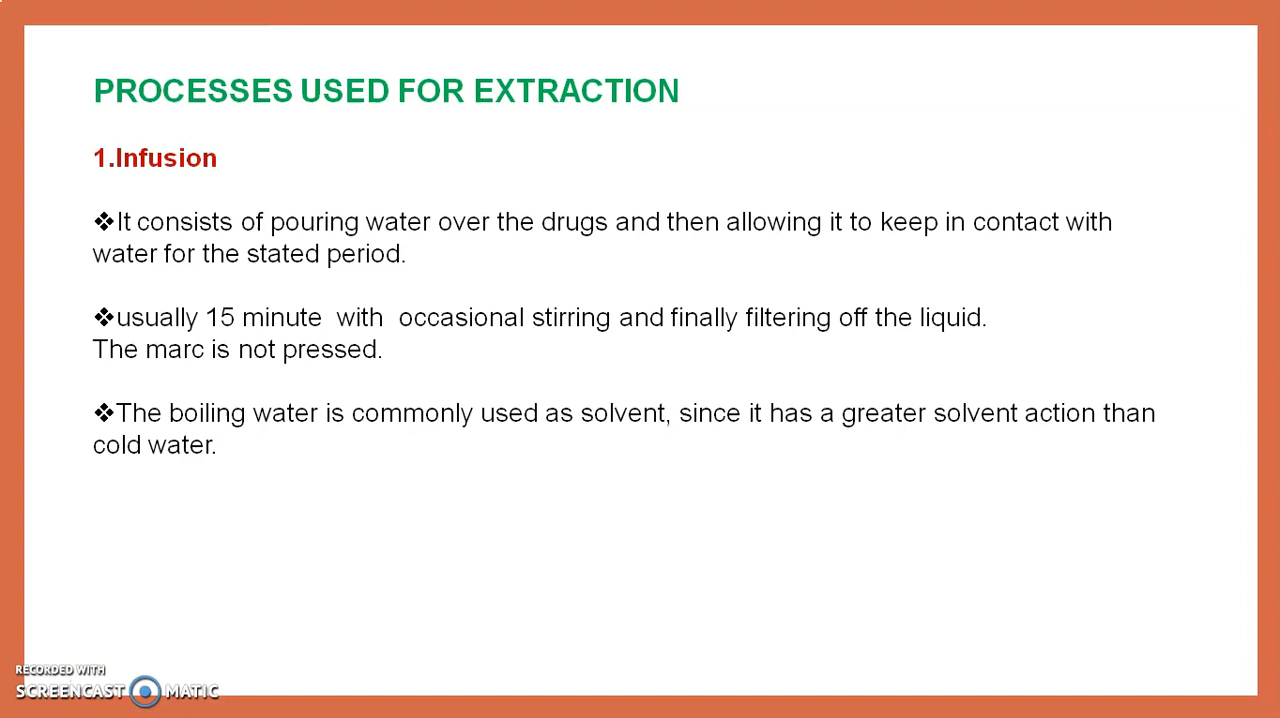 PROCESSES USED FOR EXTRACTION
1.Infusion
❖It consists of pouring water over the drugs and then allowing it to keep in contact with
water for the stated period.
❖usually 15 minute  with  occasional stirring and finally filtering off the liquid.
The marc is not pressed.
❖The boiling water is commonly used as solvent, since it has a greater solvent action than
cold water.
RECORDED WITH
SCREENCAST MATIC